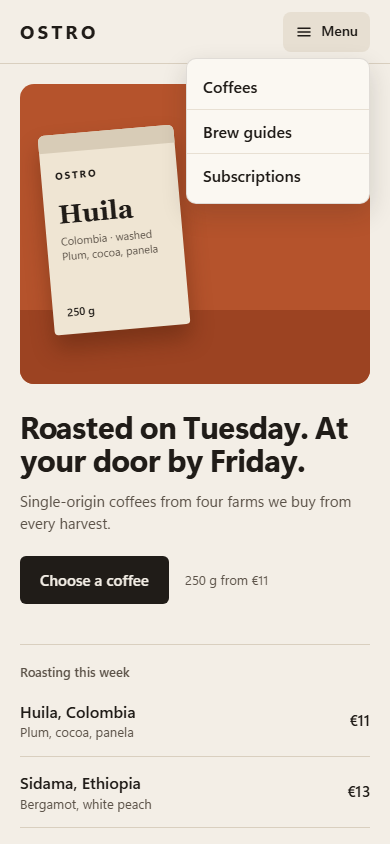 OSTRO
Menu
Coffees
Brew guides
Subscriptions
OSTRO
Huila
Colombia · washed
Plum, cocoa, panela
250 g
Roasted on Tuesday. At
your door by Friday.
Single-origin coffees from four farms we buy from
every harvest.
Choose a coffee
250 g from €11
Roasting this week
Huila, Colombia
€11
Plum, cocoa, panela
Sidama, Ethiopia
€13
Bergamot, white peach